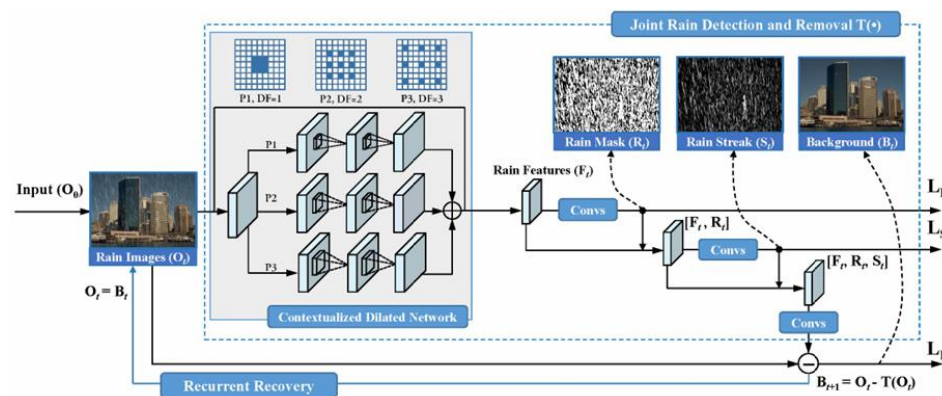 Joint Rain Detection and Removal T(•)
P1, DF=1
P2, DF=2
P3, DF=3
P1
P2
P3
Contextualized Dilated Network
Input (O₀)
Rain Images (Oₜ)
Oₜ = Bₜ
Recurrent Recovery
Rain Features (Fₜ)
Rain Mask (Rₜ)
Rain Streak (Sₜ)
Background (Bₜ)
Convs
[Fₜ, Rₜ]
Convs
[Fₜ, Rₜ, Sₜ]
Convs
Bₜ₊₁ = Oₜ - T(Oₜ)